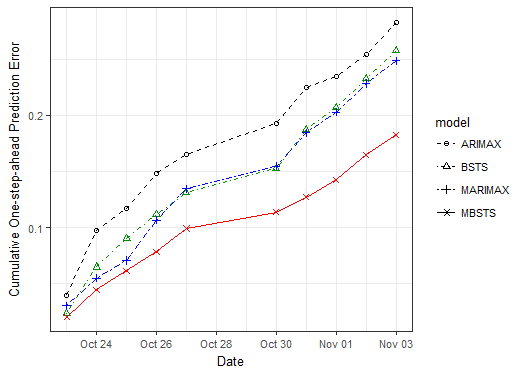 Cumulative One-step-ahead Prediction Error
0.2
0.1
Oct 24
Oct 26
Oct 28
Oct 30
Nov 01
Nov 03
Date
model
ARIMAX
BSTS
MARIMAX
MBSTS